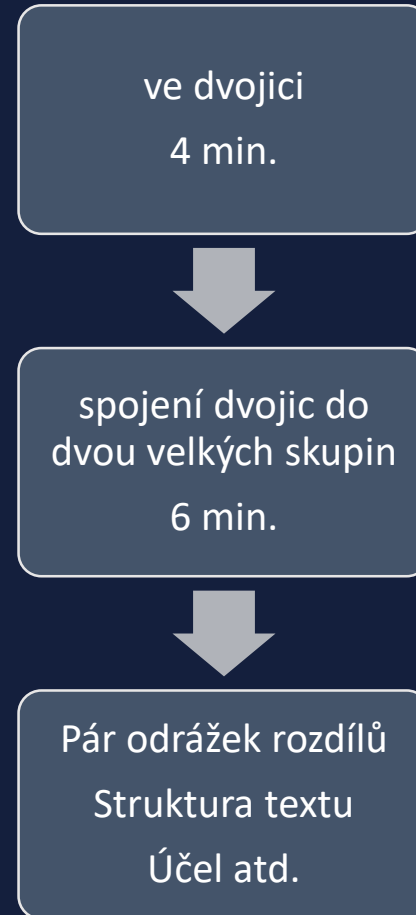 ve dvojici
4 min.
spojení dvojic do
dvou velkých skupin
6 min.
Pár odrážek rozdílů
Struktura textu
Účel atd.